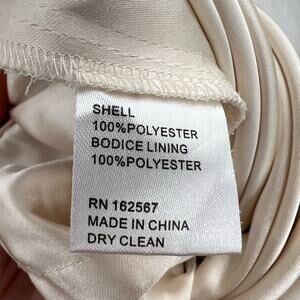 SHELL
100%POLYESTER
BODICE LINING
100%POLYESTER
RN 162567
MADE IN CHINA
DRY CLEAN